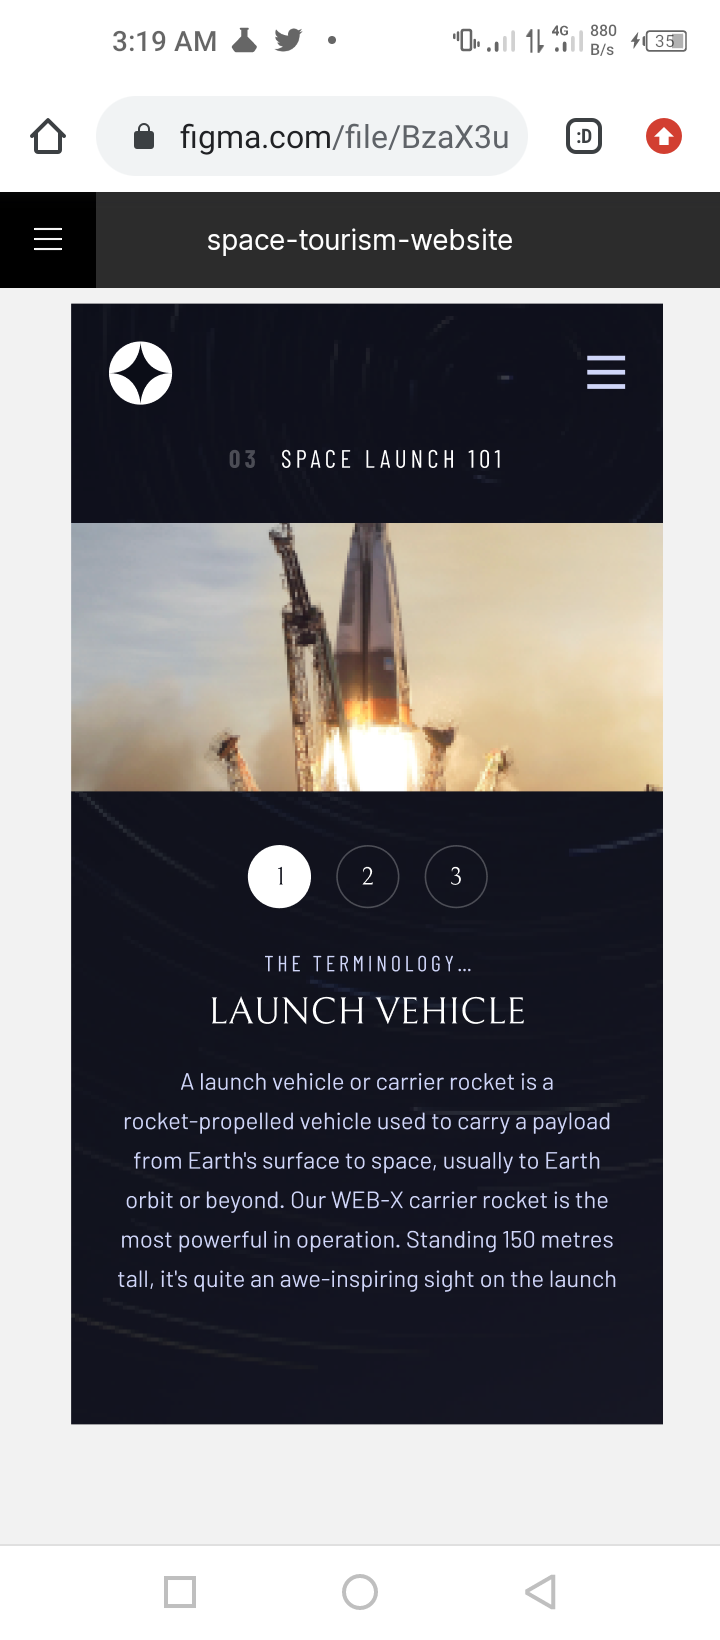 3:19 AM
4G
880
B/s
35
figma.com/file/BzaX3u
:D
space-tourism-website
03 SPACE LAUNCH 101
1 2 3
THE TERMINOLOGY...
LAUNCH VEHICLE
A launch vehicle or carrier rocket is a
rocket-propelled vehicle used to carry a payload
from Earth's surface to space, usually to Earth
orbit or beyond. Our WEB-X carrier rocket is the
most powerful in operation. Standing 150 metres
tall, it's quite an awe-inspiring sight on the launch